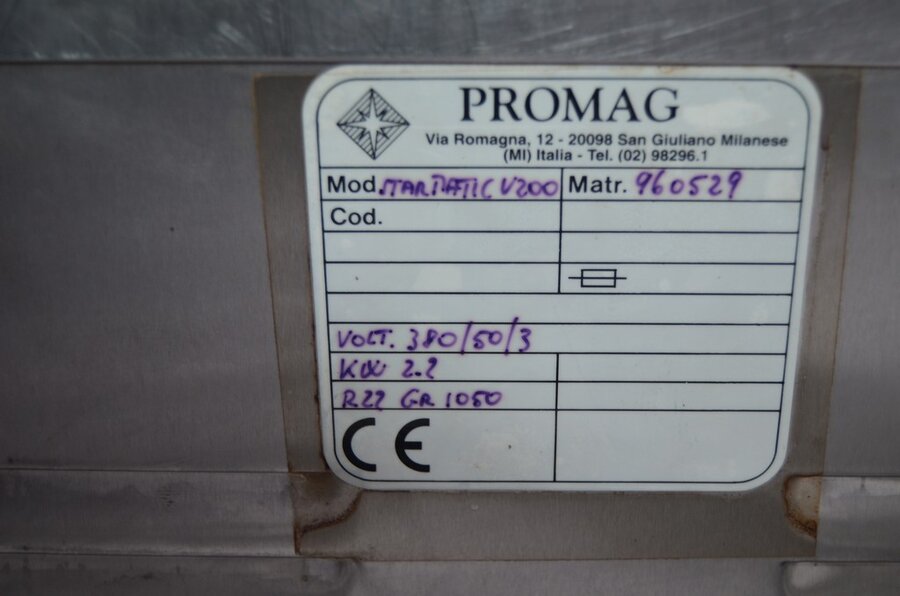 PROMAG
Via Romagna, 12 - 20098 San Giuliano Milanese
(MI) Italia - Tel. (02) 98296.1
Mod. STARMATIC V200 Matr. 960529
Cod.
VOLT. 380/50/3
KW 2.2
R22 GR 1050
CE